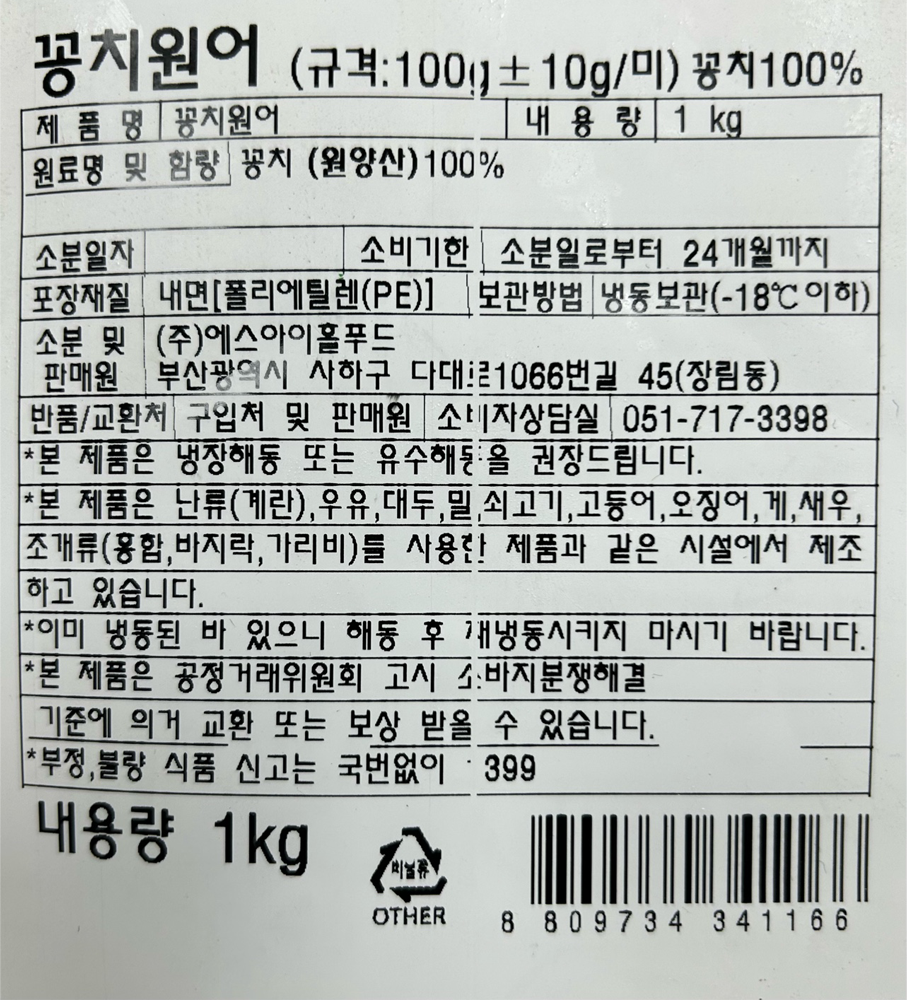 꽁치원어 (규격:100g±10g/미) 꽁치100%
제 품 명 꽁치원어 내 용 량 1 kg
원료명 및 함량 꽁치 (원양산)100%
소분일자 소비기한 소분일로부터 24개월까지
포장재질 내면[폴리에틸렌(PE)] 보관방법 냉동보관(-18℃이하)
소분 및 (주)에스아이홀푸드
판매원 부산광역시 사하구 다대로1066번길 45(장림동)
반품/교환처 구입처 및 판매원 소비자상담실 051-717-3398
*본 제품은 냉장해동 또는 유수해동을 권장드립니다.
*본 제품은 난류(계란),우유,대두,밀,쇠고기,고등어,오징어,게,새우,
조개류(홍합,바지락,가리비)를 사용한 제품과 같은 시설에서 제조
하고 있습니다.
*이미 냉동된 바 있으니 해동 후 재냉동시키지 마시기 바랍니다.
*본 제품은 공정거래위원회 고시 소바지분쟁해결
기준에 의거 교환 또는 보상 받을 수 있습니다.
*부정,불량 식품 신고는 국번없이 399
내용량 1kg
비닐류
OTHER
8 809734 341166